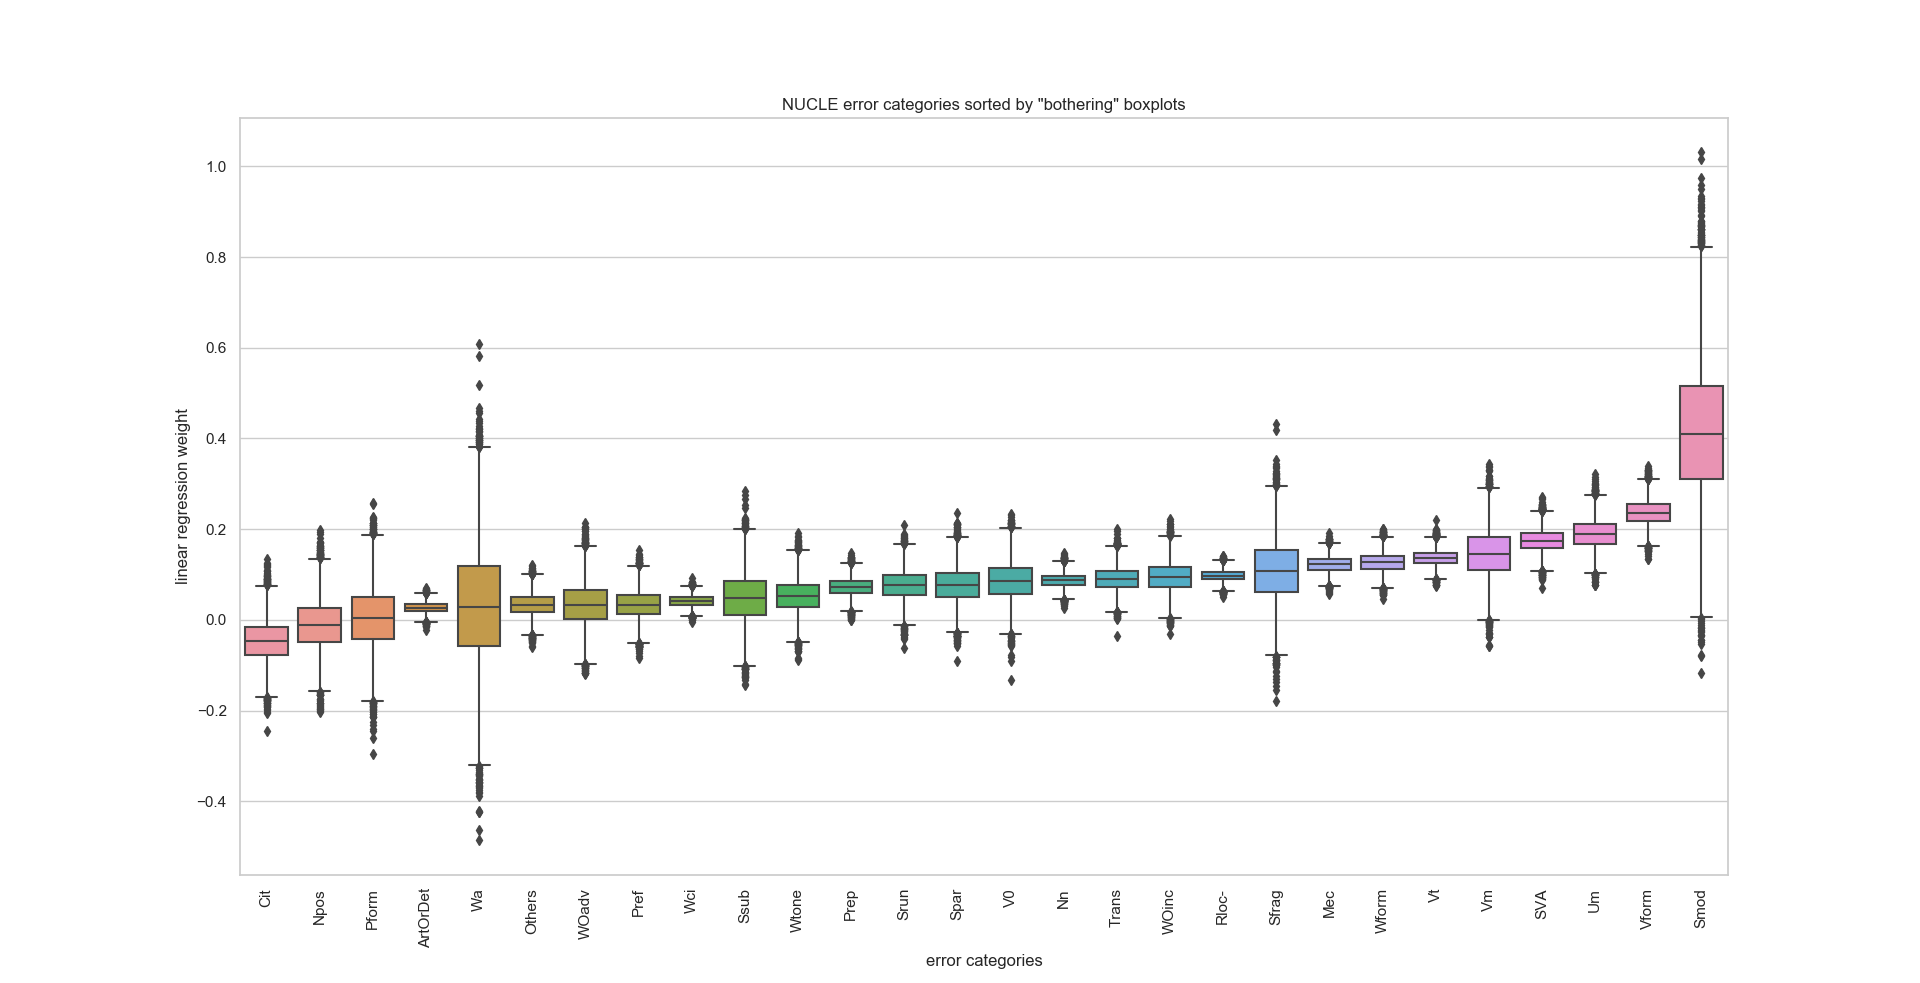 NUCLE error categories sorted by "bothering" boxplots
1.0
0.8
0.6
0.4
0.2
0.0
−0.2
−0.4
linear regression weight
Cit
Npos
Pform
ArtOrDet
Wa
Others
WOadv
Pref
Wci
Ssub
Wtone
Prep
Srun
Spar
V0
Nn
Trans
WOinc
Rloc-
Sfrag
Mec
Wform
Vt
Vm
SVA
Um
Vform
Smod
error categories